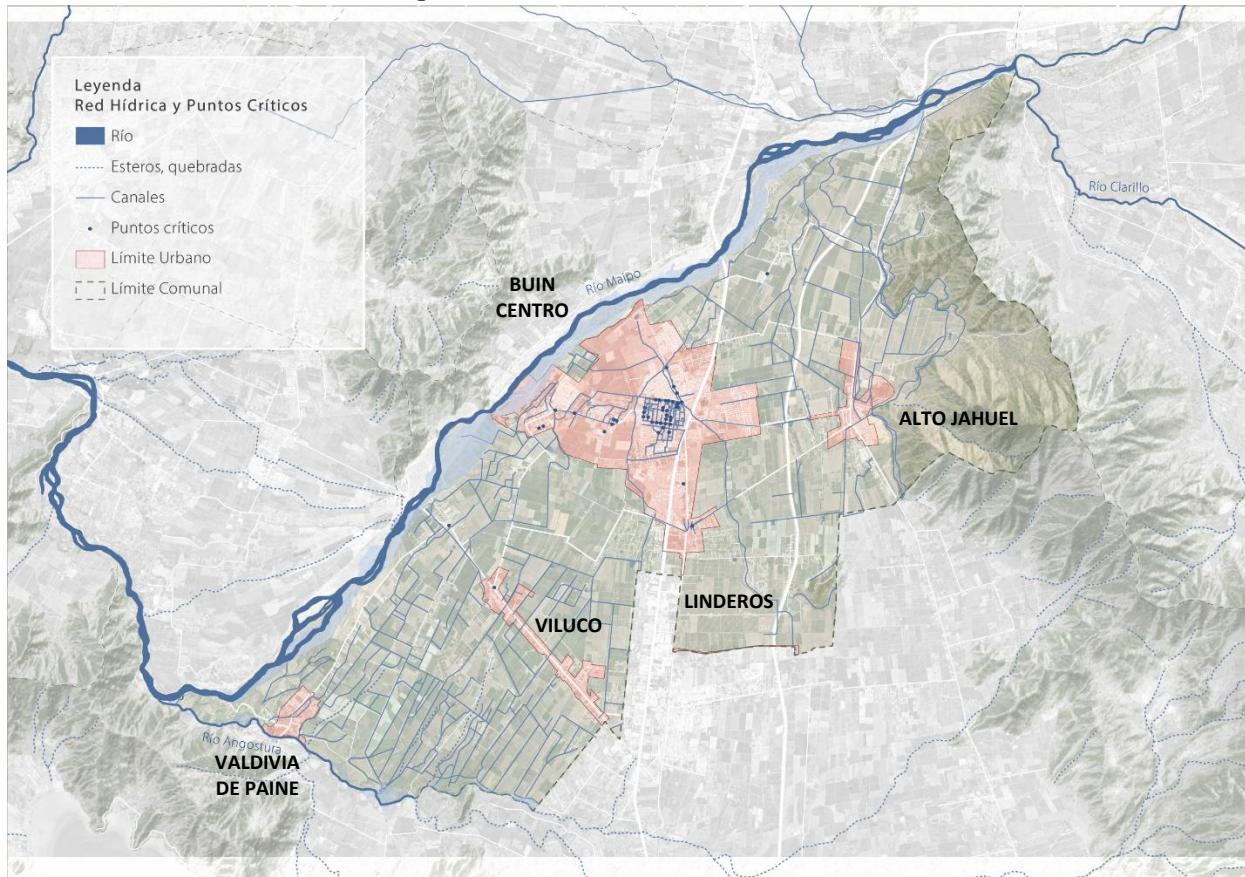 Leyenda
Red Hídrica y Puntos Críticos
Río
Esteros, quebradas
Canales
Puntos críticos
Límite Urbano
Límite Comunal
Río Clarillo
Río Maipo
BUIN
CENTRO
ALTO JAHUEL
LINDEROS
VILUCO
Río Angostura
VALDIVIA
DE PAINE